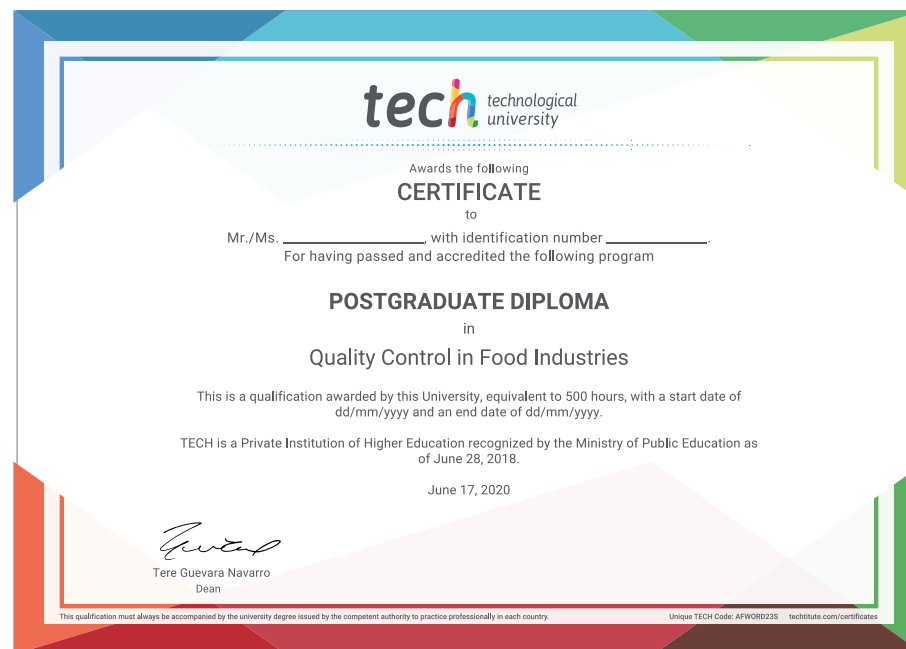 tech technological
university
Awards the following
CERTIFICATE
to
Mr./Ms. ____________, with identification number ____________.
For having passed and accredited the following program
POSTGRADUATE DIPLOMA
in
Quality Control in Food Industries
This is a qualification awarded by this University, equivalent to 500 hours, with a start date of
dd/mm/yyyy and an end date of dd/mm/yyyy.
TECH is a Private Institution of Higher Education recognized by the Ministry of Public Education as
of June 28, 2018.
June 17, 2020
Tere Guevara Navarro
Dean
This qualification must always be accompanied by the university degree issued by the competent authority to practice professionally in each country. Unique TECH Code: AFWORD23S techtitute.com/certificates